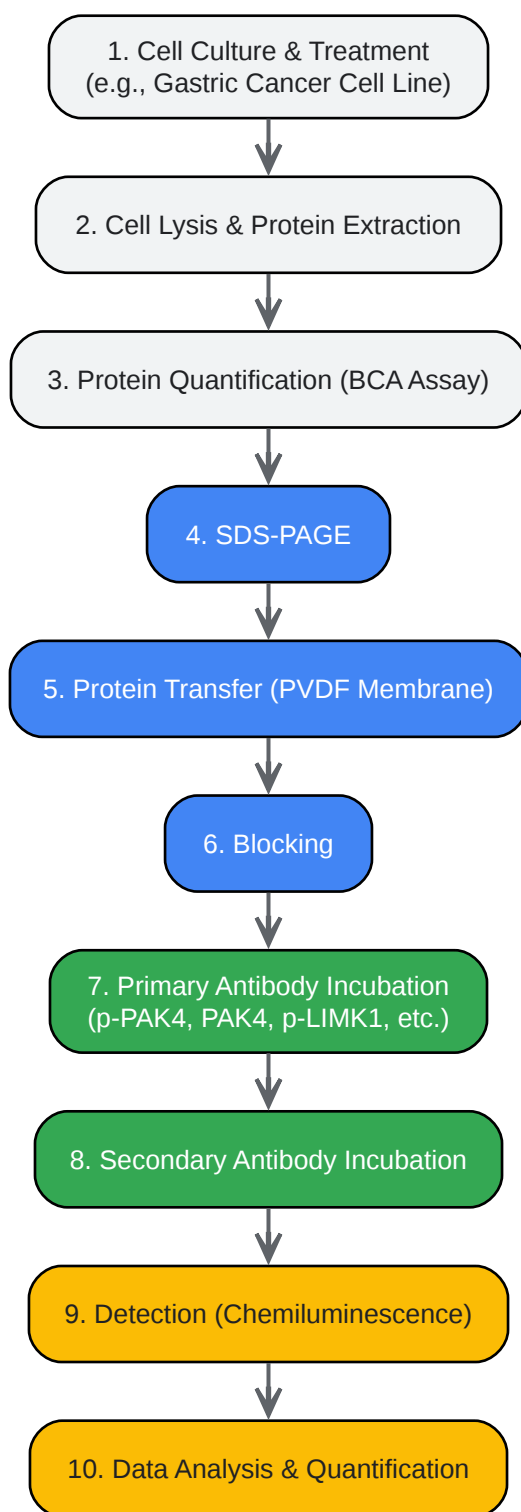 1. Cell Culture & Treatment
(e.g., Gastric Cancer Cell Line)
2. Cell Lysis & Protein Extraction
3. Protein Quantification (BCA Assay)
4. SDS-PAGE
5. Protein Transfer (PVDF Membrane)
6. Blocking
7. Primary Antibody Incubation
(p-PAK4, PAK4, p-LIMK1, etc.)
8. Secondary Antibody Incubation
9. Detection (Chemiluminescence)
10. Data Analysis & Quantification